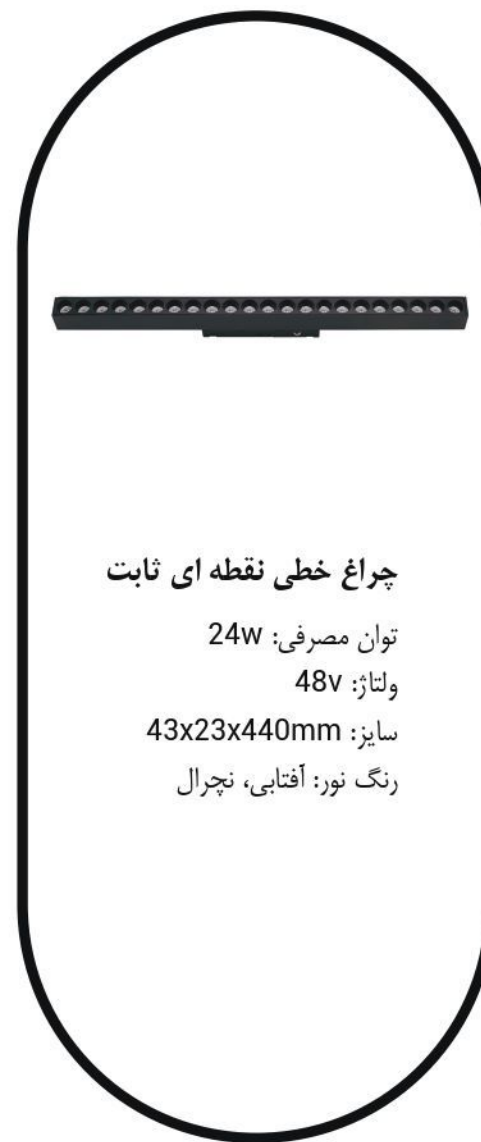 چراغ خطی نقطه ای ثابت
توان مصرفی: 24w
ولتاژ: 48v
سایز: 43x23x440mm
رنگ نور: آفتابی، نچرال